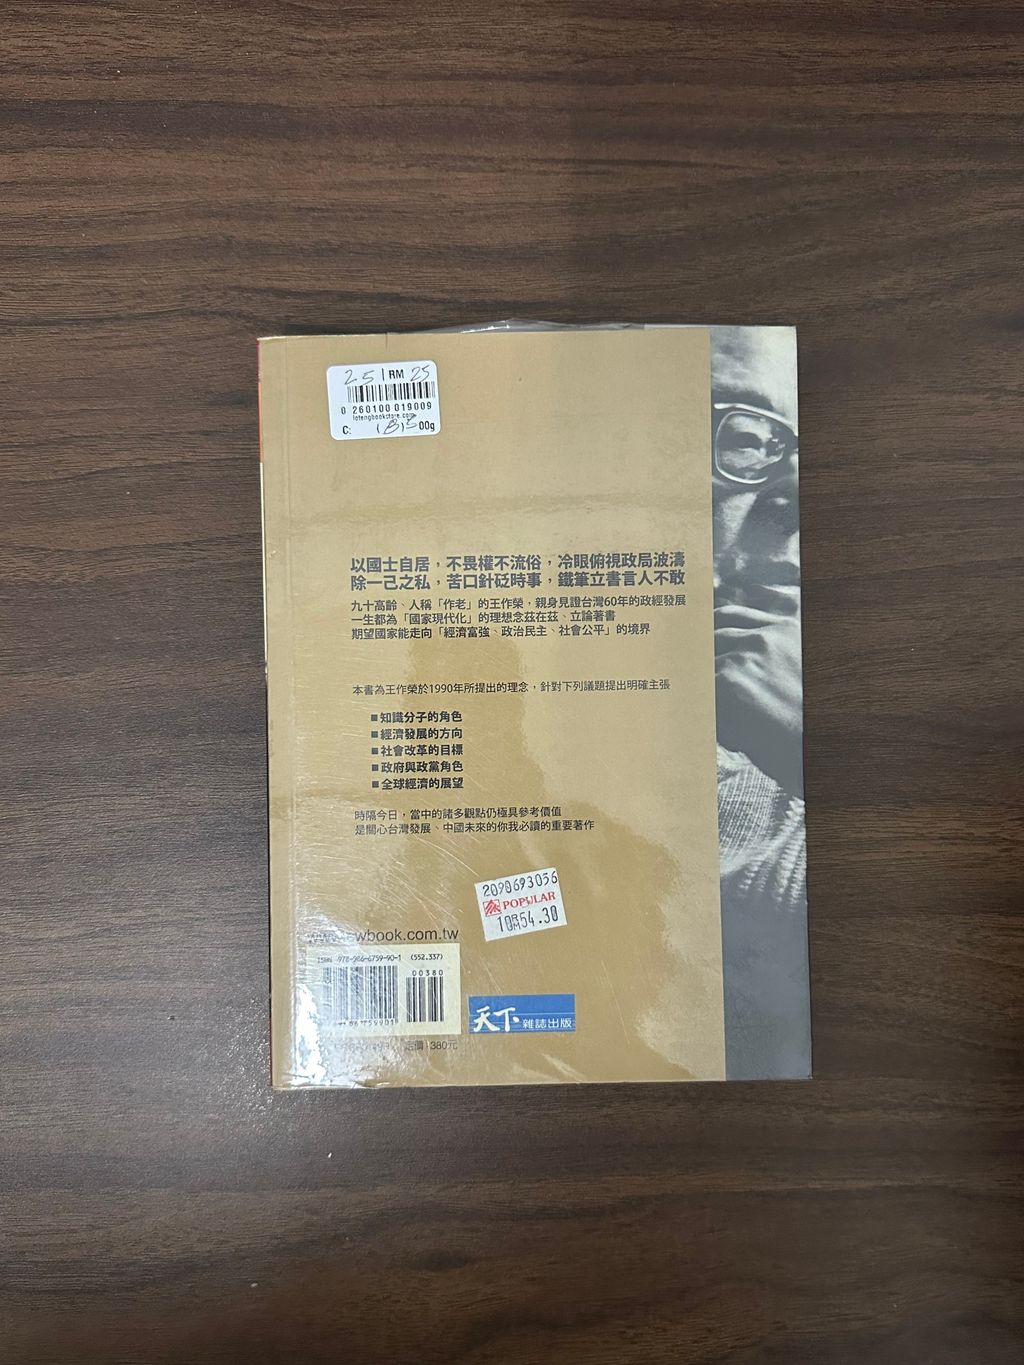 25 | RM 25
0 260100 019009
lotengbookstore.com
C: 00g
以國士自居，不畏權不流俗，冷眼俯視政局波濤
除一己之私，苦口針砭時事，鐵筆立書言人不敢
九十高齡、人稱「作老」的王作榮，親身見證台灣60年的政經發展
一生都為「國家現代化」的理想念茲在茲、立論著書
期望國家能走向「經濟富強、政治民主、社會公平」的境界
本書為王作榮於1990年所提出的理念，針對下列議題提出明確主張
■知識分子的角色
■經濟發展的方向
■社會改革的目標
■政府與政黨角色
■全球經濟的展望
時隔今日，當中的諸多觀點仍極具參考價值
是關心台灣發展、中國未來的你我必讀的重要著作
2090693056
POPULAR
10RM54.30
book.com.tw
ISBN 978-986-6759-90-1 (552.337)
00380
天下雜誌出版
定價 380元